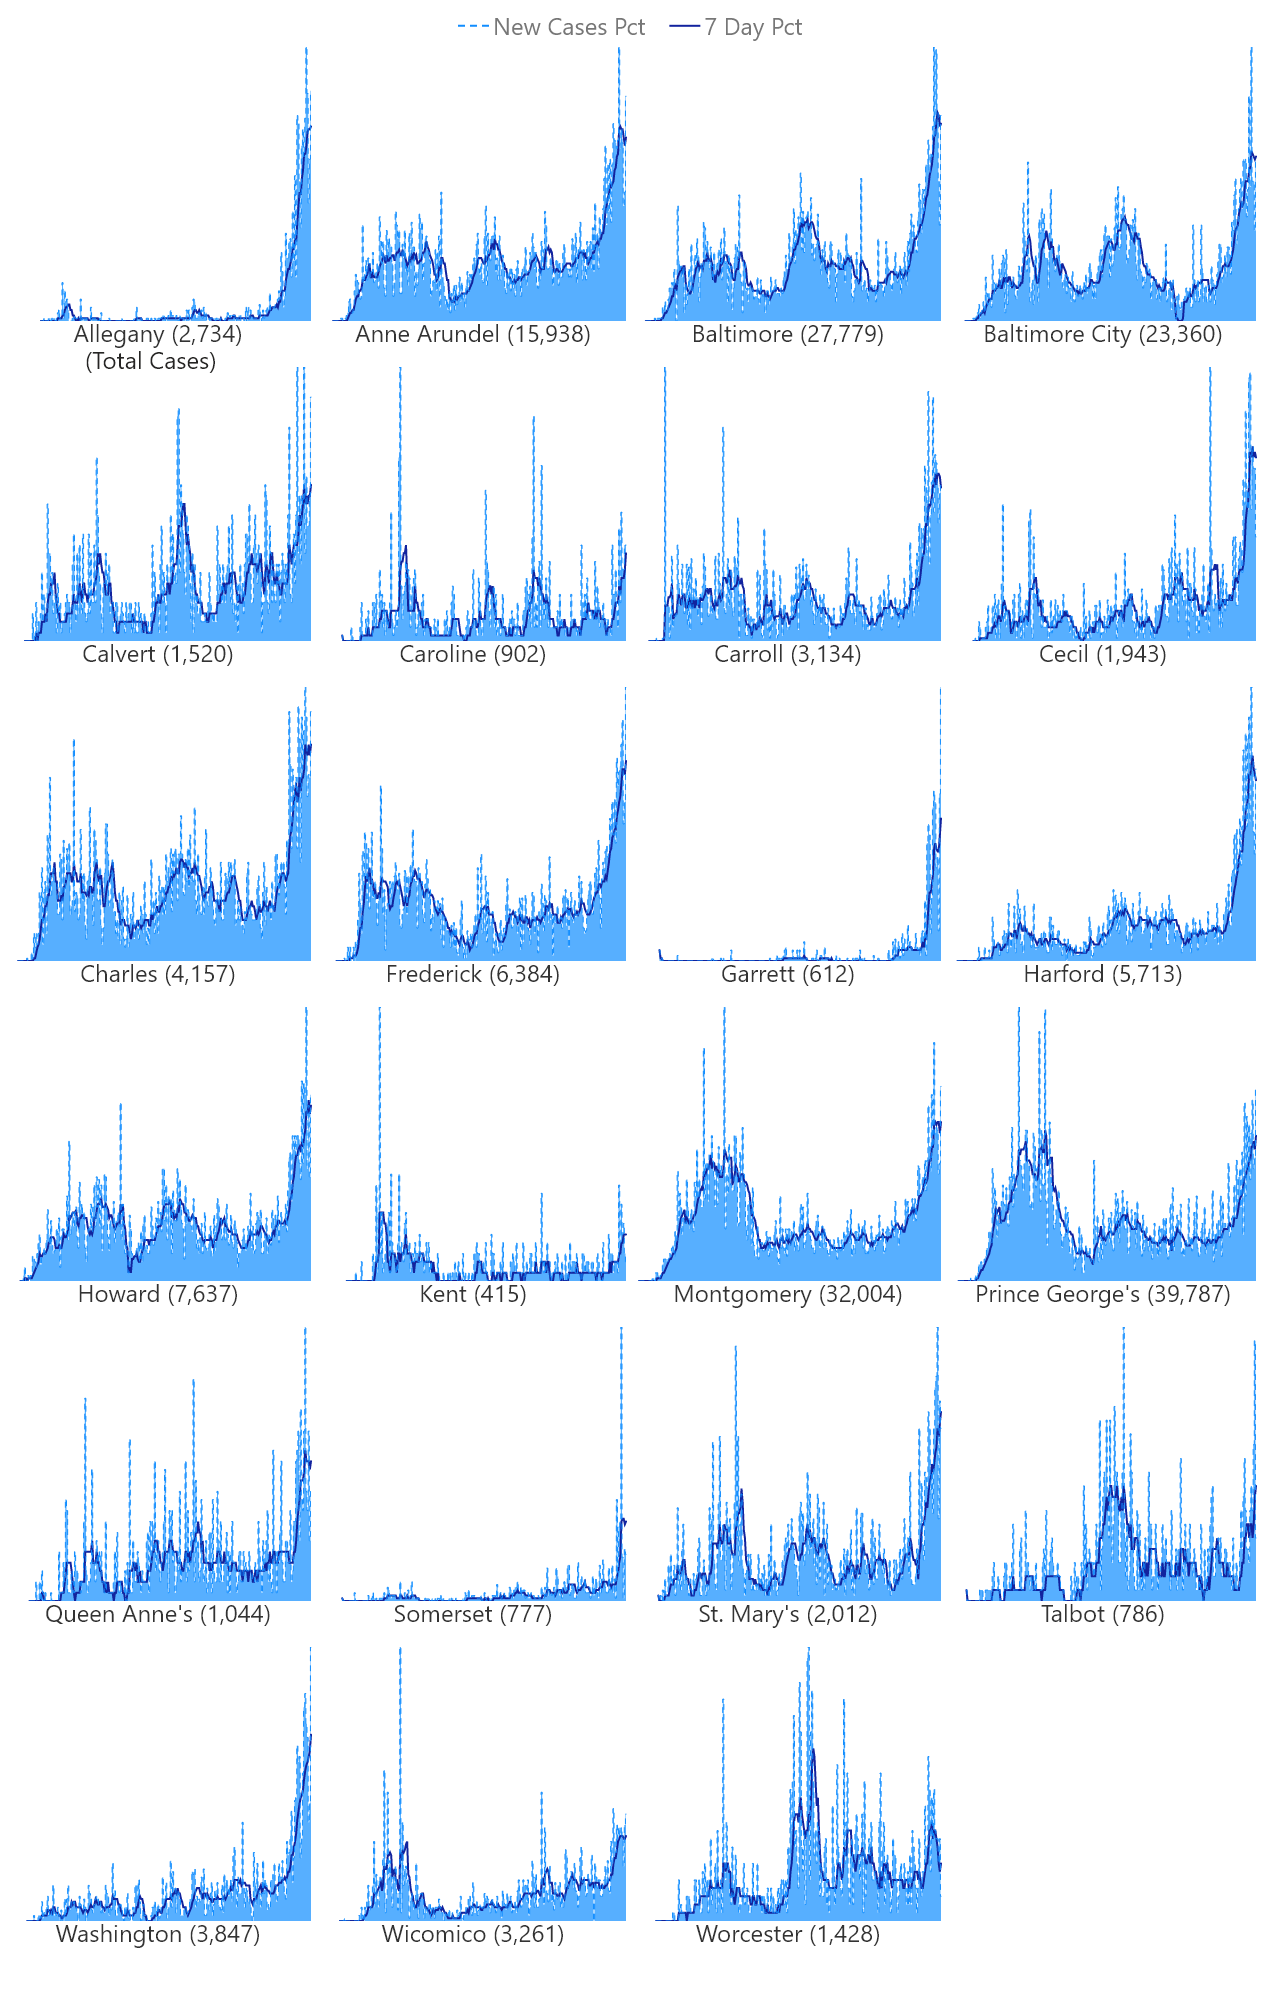 New Cases Pct 7 Day Pct
Allegany (2,734) Anne Arundel (15,938) Baltimore (27,779) Baltimore City (23,360)
(Total Cases)
Calvert (1,520) Caroline (902) Carroll (3,134) Cecil (1,943)
Charles (4,157) Frederick (6,384) Garrett (612) Harford (5,713)
Howard (7,637) Kent (415) Montgomery (32,004) Prince George's (39,787)
Queen Anne's (1,044) Somerset (777) St. Mary's (2,012) Talbot (786)
Washington (3,847) Wicomico (3,261) Worcester (1,428)